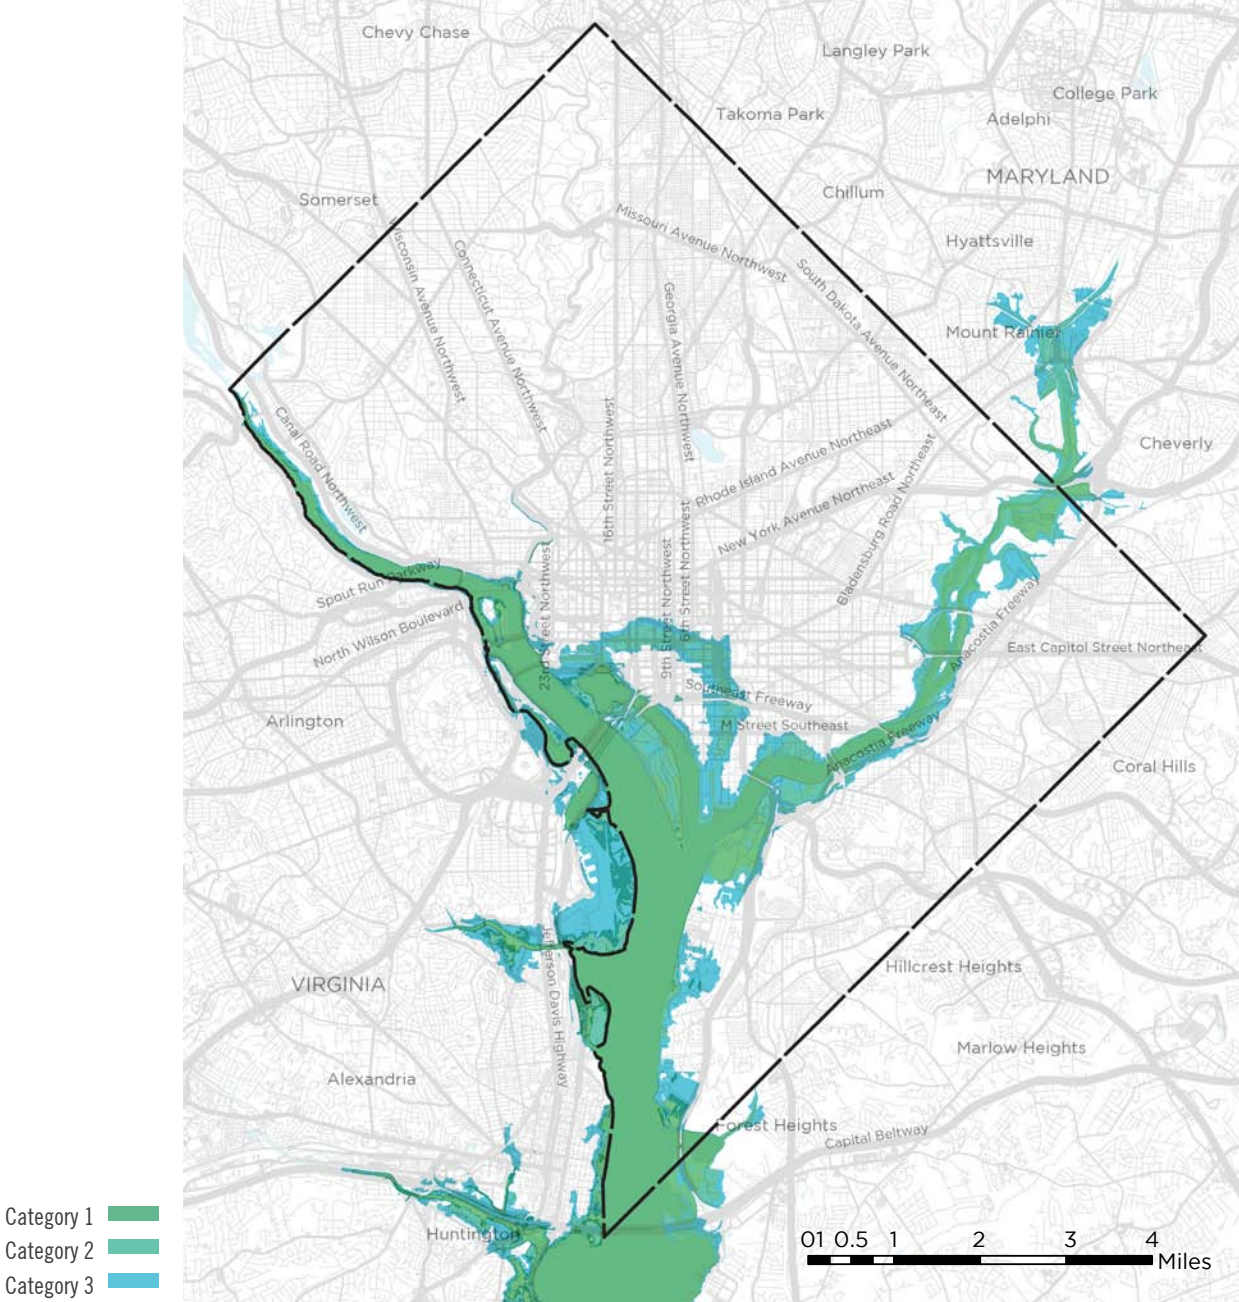 Chevy Chase
Langley Park
College Park
Takoma Park
Adelphi
MARYLAND
Somerset
Chillum
Missouri Avenue Northwest
Hyattsville
Wisconsin Avenue Northwest
Connecticut Avenue Northwest
Georgia Avenue Northwest
South Dakota Avenue Northeast
Mount Rainier
Canal Road Northwest
16th Street Northwest
Rhode Island Avenue Northeast
Bladensburg Road Northeast
Cheverly
New York Avenue Northeast
Spout Run Parkway
23rd Street Northwest
9th Street Northwest
6th Street Northwest
North Wilson Boulevard
Anacostia Freeway
East Capitol Street Northeast
Arlington
Southeast Freeway
M Street Southeast
Anacostia Freeway
Coral Hills
Jefferson Davis Highway
VIRGINIA
Hillcrest Heights
Marlow Heights
Alexandria
Forest Heights
Capital Beltway
Huntington
Category 1
Category 2
Category 3
01 0.5 1 2 3 4
Miles